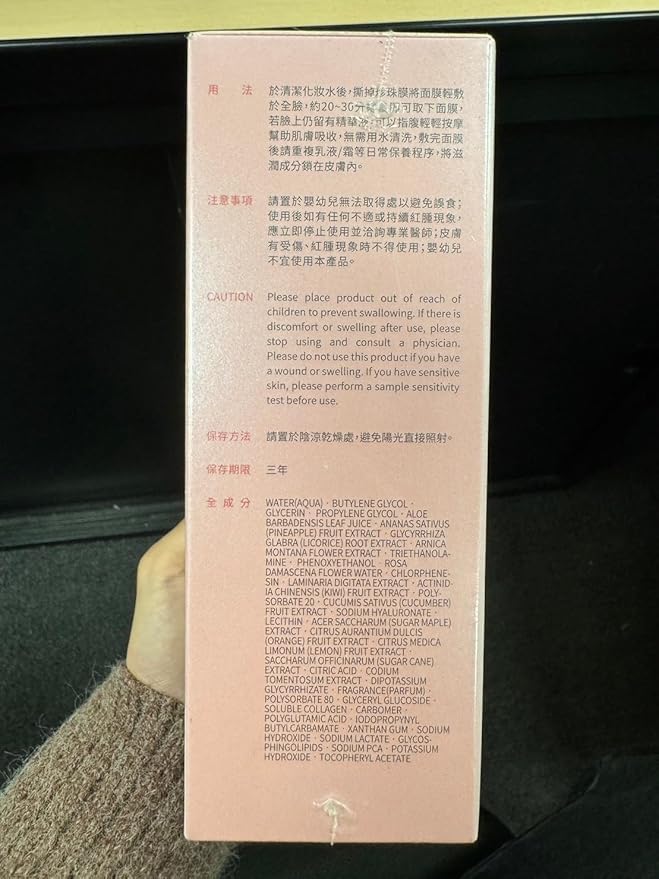 用法
於清潔化妝水後，撕掉珍珠膜將面膜輕敷
於全臉，約20~30分 即可取下面膜，
若臉上仍留有精華液，可以指腹輕輕按摩
幫助肌膚吸收，無需用水清洗，敷完面膜
後請重複乳液/霜等日常保養程序，將滋
潤成分鎖在皮膚內。
注意事項
請置於嬰幼兒無法取得處以避免誤食；
使用後如有任何不適或持續紅腫現象，
應立即停止使用並洽詢專業醫師；皮膚
有受傷、紅腫現象時不得使用；嬰幼兒
不宜使用本產品。
CAUTION
Please place product out of reach of
children to prevent swallowing. If there is
discomfort or swelling after use, please
stop using and consult a physician.
Please do not use this product if you have
a wound or swelling. If you have sensitive
skin, please perform a sample sensitivity
test before use.
保存方法
請置於陰涼乾燥處，避免陽光直接照射。
保存期限
三年
全成分
WATER(AQUA)．BUTYLENE GLYCOL．
GLYCERIN．PROPYLENE GLYCOL．ALOE
BARBADENSIS LEAF JUICE．ANANAS SATIVUS
(PINEAPPLE) FRUIT EXTRACT．GLYCYRRHIZA
GLABRA (LICORICE) ROOT EXTRACT．ARNICA
MONTANA FLOWER EXTRACT．TRIETHANOLA-
MINE．PHENOXYETHANOL．ROSA
DAMASCENA FLOWER WATER．CHLORPHENE-
SIN．LAMINARIA DIGITATA EXTRACT．ACTINID-
IA CHINENSIS (KIWI) FRUIT EXTRACT．POLY-
SORBATE 20．CUCUMIS SATIVUS (CUCUMBER)
FRUIT EXTRACT．SODIUM HYALURONATE．
LECITHIN．ACER SACCHARUM (SUGAR MAPLE)
EXTRACT．CITRUS AURANTIUM DULCIS
(ORANGE) FRUIT EXTRACT．CITRUS MEDICA
LIMONUM (LEMON) FRUIT EXTRACT．
SACCHARUM OFFICINARUM (SUGAR CANE)
EXTRACT．CITRIC ACID．CODIUM
TOMENTOSUM EXTRACT．DIPOTASSIUM
GLYCYRRHIZATE．FRAGRANCE(PARFUM)．
POLYSORBATE 80．GLYCERYL GLUCOSIDE．
SOLUBLE COLLAGEN．CARBOMER．
POLYGLUTAMIC ACID．IODOPROPYNYL
BUTYLCARBAMATE．XANTHAN GUM．SODIUM
HYDROXIDE．SODIUM LACTATE．GLYCOS-
PHINGOLIPIDS．SODIUM PCA．POTASSIUM
HYDROXIDE．TOCOPHERYL ACETATE